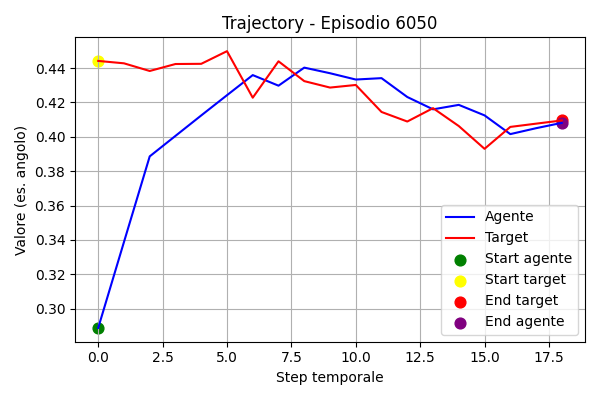 Trajectory - Episodio 6050
Valore (es. angolo)
0.44
0.42
0.40
0.38
0.36
0.34
0.32
0.30
Agente
Target
Start agente
Start target
End target
End agente
0.0 2.5 5.0 7.5 10.0 12.5 15.0 17.5
Step temporale